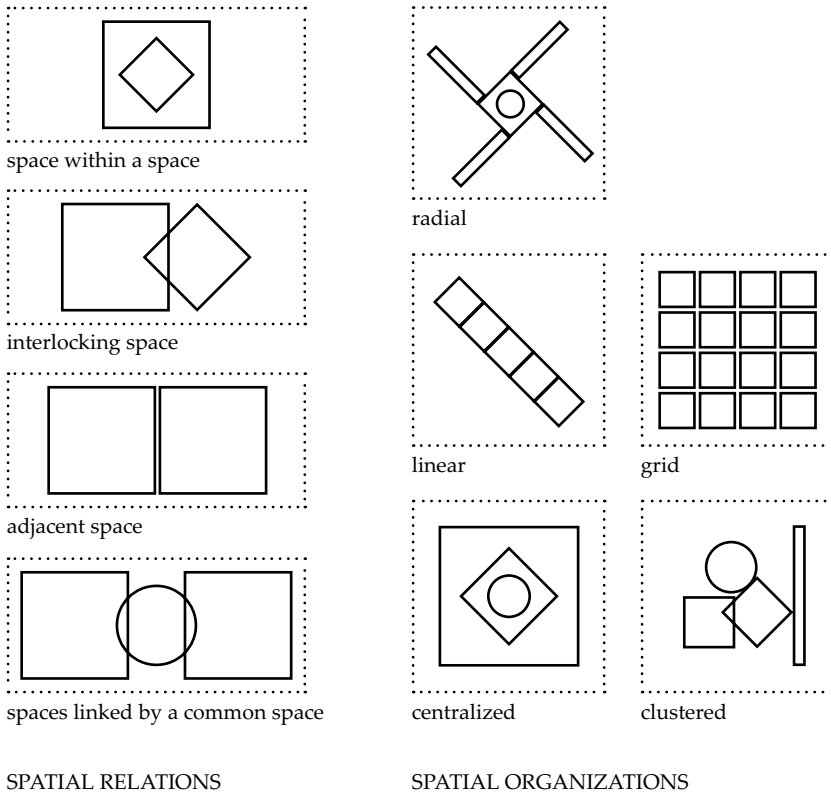 space within a space
interlocking space
adjacent space
spaces linked by a common space
SPATIAL RELATIONS
radial
linear
grid
centralized
clustered
SPATIAL ORGANIZATIONS